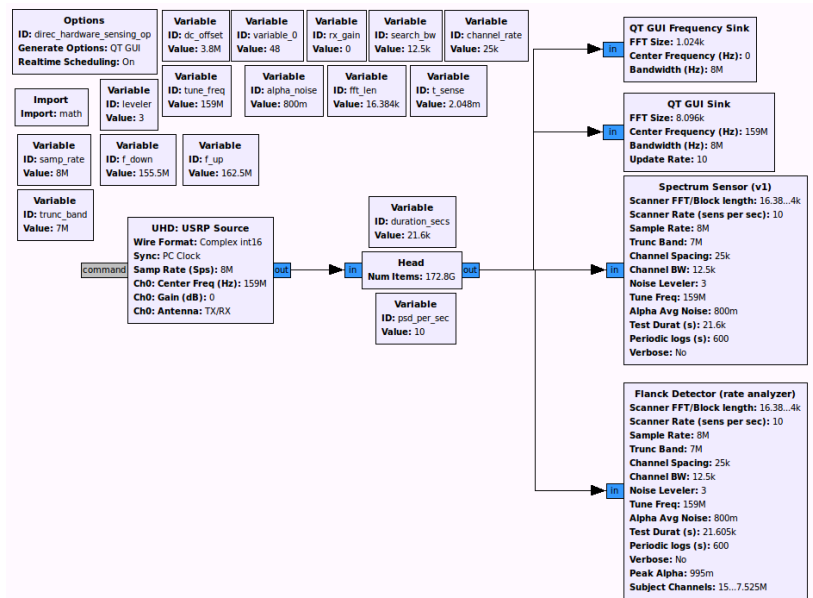 Options
ID: direc_hardware_sensing_op
Generate Options: QT GUI
Realtime Scheduling: On
Variable
ID: dc_offset
Value: 3.8M
Variable
ID: variable_0
Value: 48
Variable
ID: rx_gain
Value: 0
Variable
ID: search_bw
Value: 12.5k
Variable
ID: channel_rate
Value: 25k
Import
Import: math
Variable
ID: leveler
Value: 3
Variable
ID: tune_freq
Value: 159M
Variable
ID: alpha_noise
Value: 800m
Variable
ID: fft_len
Value: 16.384k
Variable
ID: t_sense
Value: 2.048m
Variable
ID: samp_rate
Value: 8M
Variable
ID: f_down
Value: 155.5M
Variable
ID: f_up
Value: 162.5M
Variable
ID: trunc_band
Value: 7M
UHD: USRP Source
Wire Format: Complex int16
Sync: PC Clock
Samp Rate (Sps): 8M
Ch0: Center Freq (Hz): 159M
Ch0: Gain (dB): 0
Ch0: Antenna: TX/RX
command
out
Variable
ID: duration_secs
Value: 21.6k
in
Head
Num Items: 172.8G
out
Variable
ID: psd_per_sec
Value: 10
in
QT GUI Frequency Sink
FFT Size: 1.024k
Center Frequency (Hz): 0
Bandwidth (Hz): 8M
in
QT GUI Sink
FFT Size: 8.096k
Center Frequency (Hz): 159M
Bandwidth (Hz): 8M
Update Rate: 10
in
Spectrum Sensor (v1)
Scanner FFT/Block length: 16.38...4k
Scanner Rate (sens per sec): 10
Sample Rate: 8M
Trunc Band: 7M
Channel Spacing: 25k
Channel BW: 12.5k
Noise Leveler: 3
Tune Freq: 159M
Alpha Avg Noise: 800m
Test Durat (s): 21.6k
Periodic logs (s): 600
Verbose: No
in
Flanck Detector (rate analyzer)
Scanner FFT/Block length: 16.38...4k
Scanner Rate (sens per sec): 10
Sample Rate: 8M
Trunc Band: 7M
Channel Spacing: 25k
Channel BW: 12.5k
Noise Leveler: 3
Tune Freq: 159M
Alpha Avg Noise: 800m
Test Durat (s): 21.605k
Periodic logs (s): 600
Verbose: No
Peak Alpha: 995m
Subject Channels: 15...7.525M